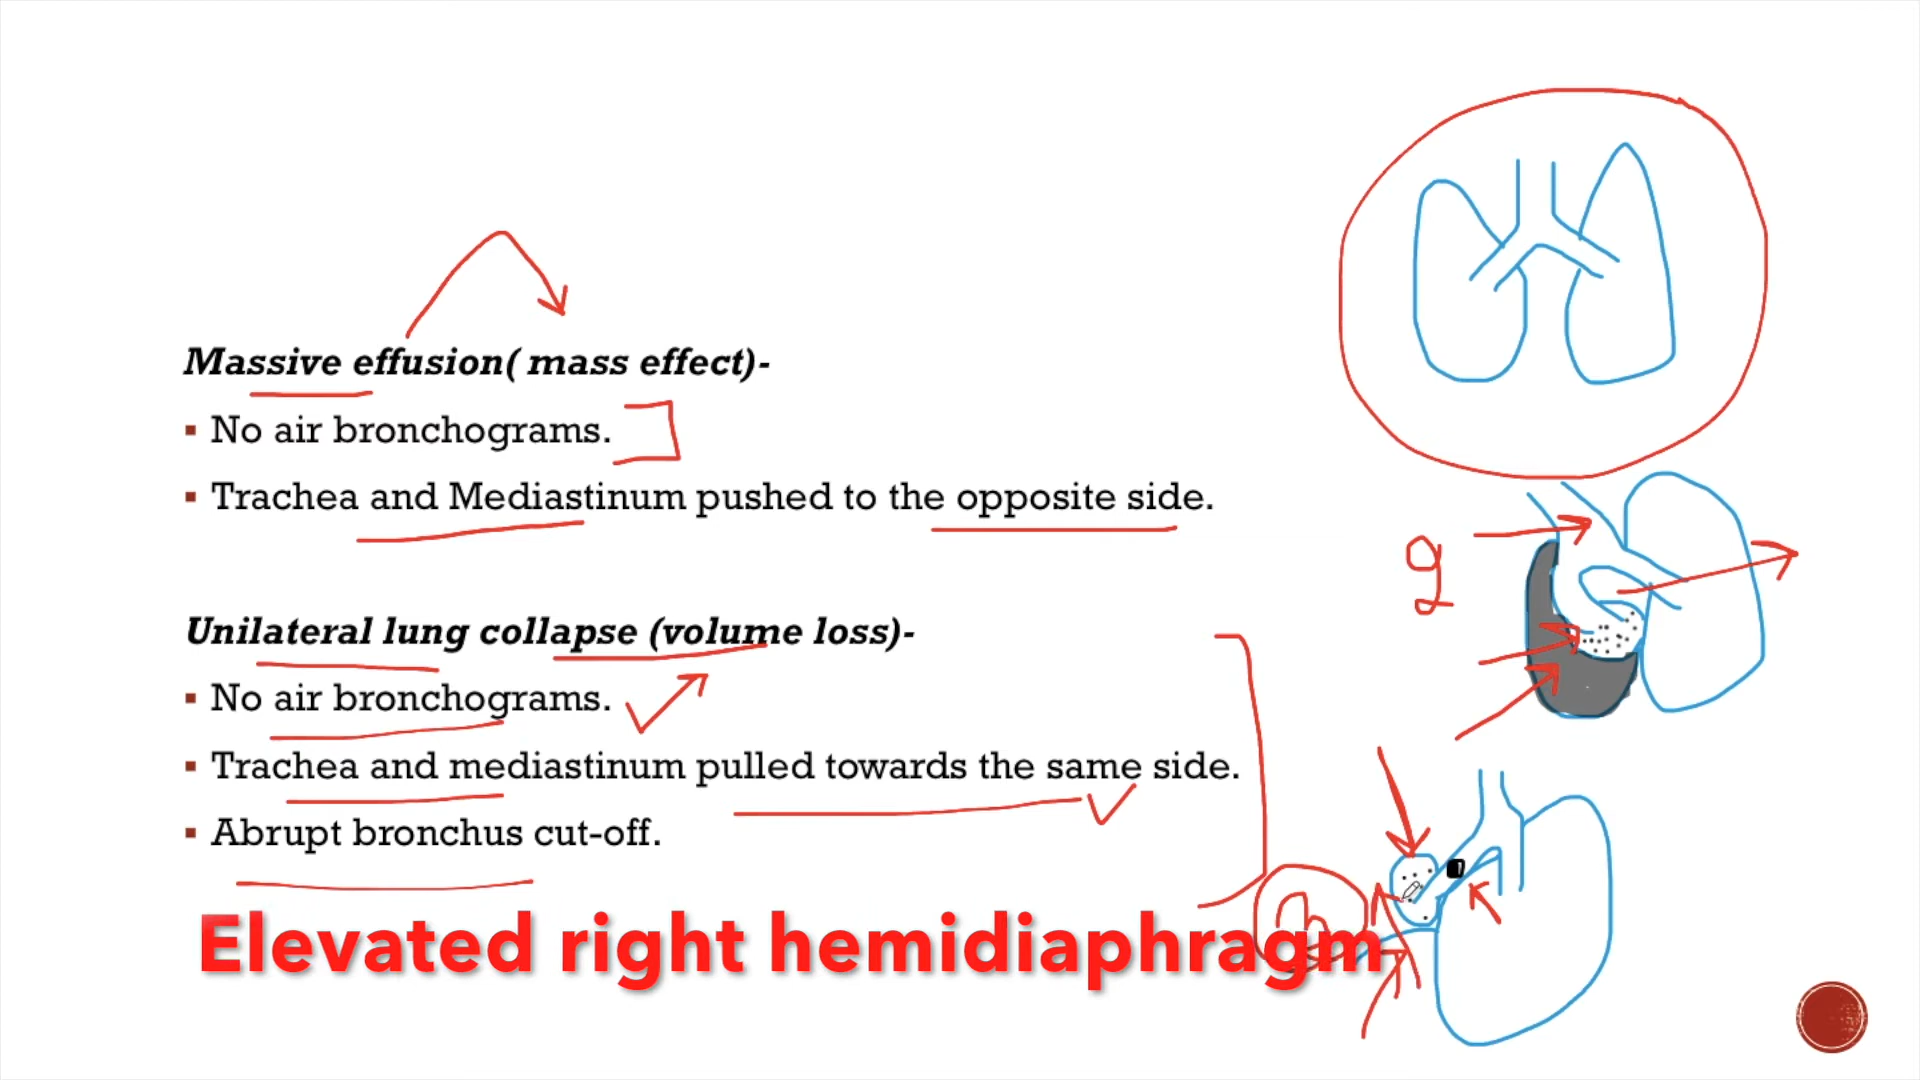 Massive effusion( mass effect)-
▪ No air bronchograms.
▪ Trachea and Mediastinum pushed to the opposite side.
Unilateral lung collapse (volume loss)-
▪ No air bronchograms.
▪ Trachea and mediastinum pulled towards the same side.
▪ Abrupt bronchus cut-off.
Elevated right hemidiaphragm